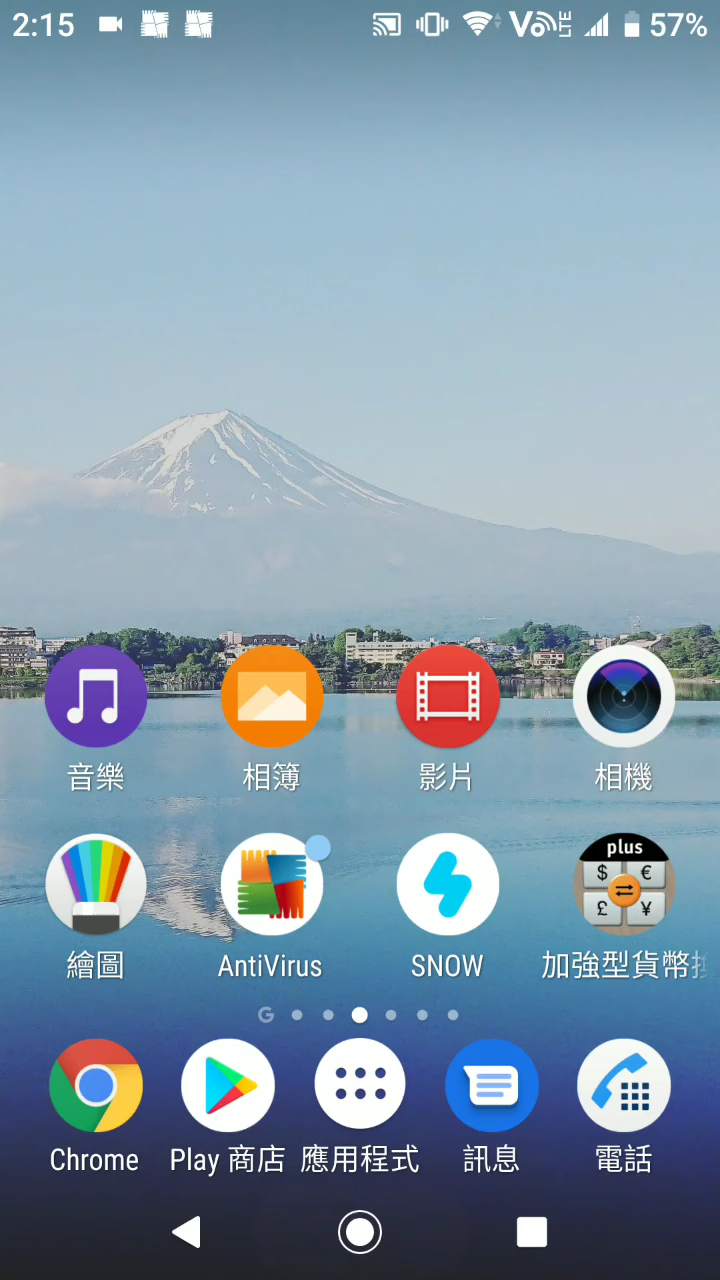 2:15
VoLTE
57%
音樂
相簿
影片
相機
plus
$ €
£ ¥
繪圖
AntiVirus
SNOW
加強型貨幣
G
Chrome
Play 商店
應用程式
訊息
電話